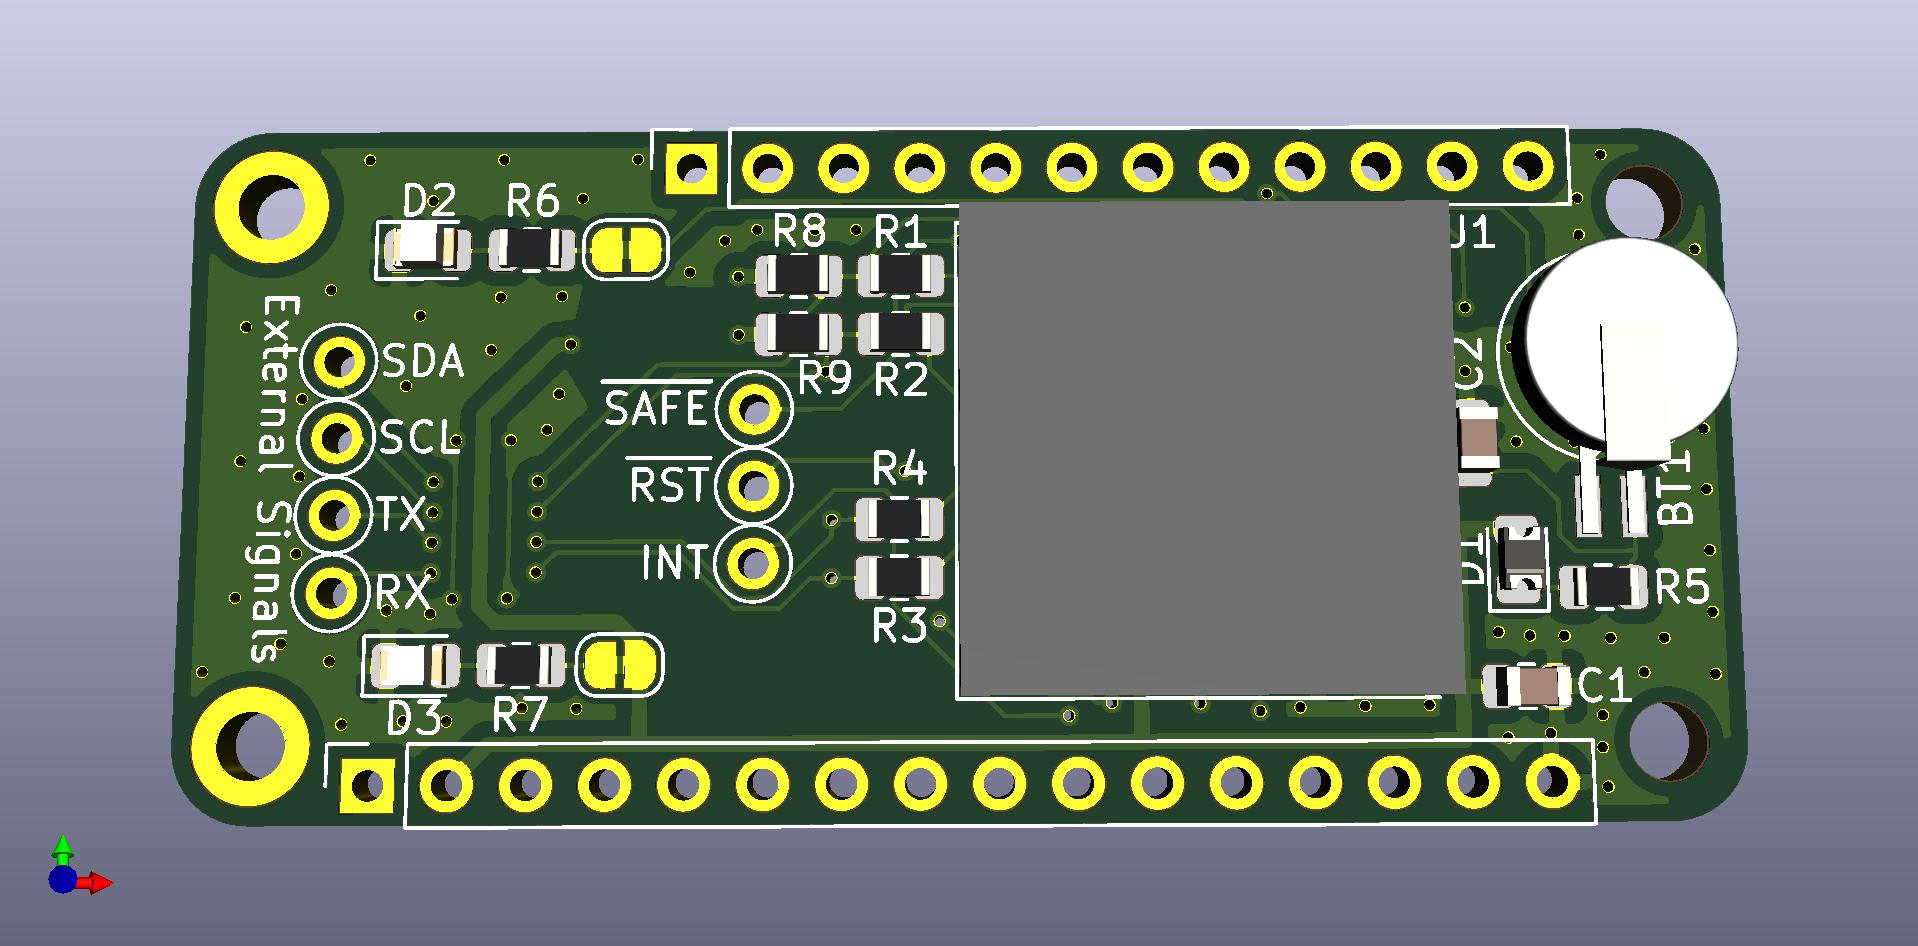 D2
R6
R8
R1
U1
R9
R2
C2
External Signals
SDA
SCL
TX
RX
SAFE
RST
INT
R4
R3
BT1
D1
R5
C1
D3
R7